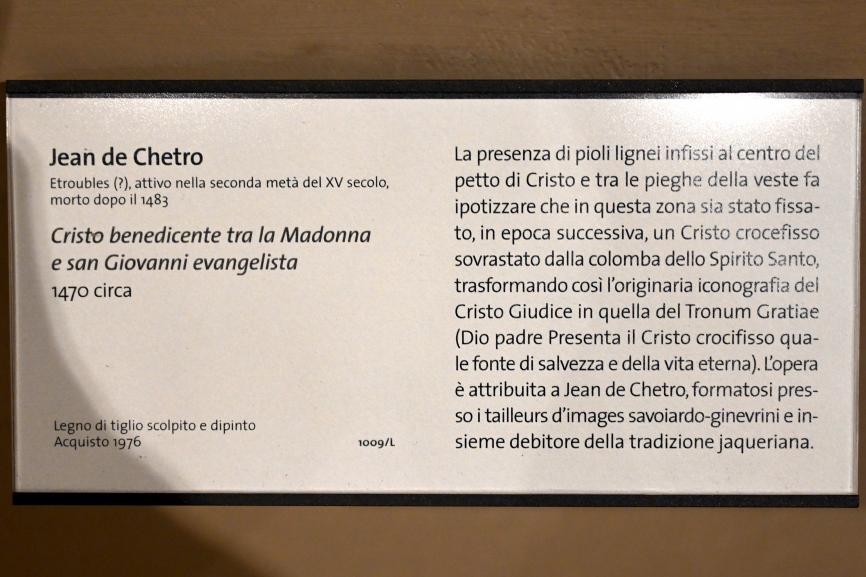 Jean de Chetro
Etroubles (?), attivo nella seconda metà del XV secolo,
morto dopo il 1483
Cristo benedicente tra la Madonna
e san Giovanni evangelista
1470 circa
Legno di tiglio scolpito e dipinto
Acquisto 1976
1009/L
La presenza di pioli lignei infissi al centro del
petto di Cristo e tra le pieghe della veste fa
ipotizzare che in questa zona sia stato fissa-
to, in epoca successiva, un Cristo crocefisso
sovrastato dalla colomba dello Spirito Santo,
trasformando così l'originaria iconografia del
Cristo Giudice in quella del Tronum Gratiae
(Dio padre Presenta il Cristo crocifisso qua-
le fonte di salvezza e della vita eterna). L'opera
è attribuita a Jean de Chetro, formatosi pres-
so i tailleurs d'images savoiardo-ginevrini e in-
sieme debitore della tradizione jaqueriana.